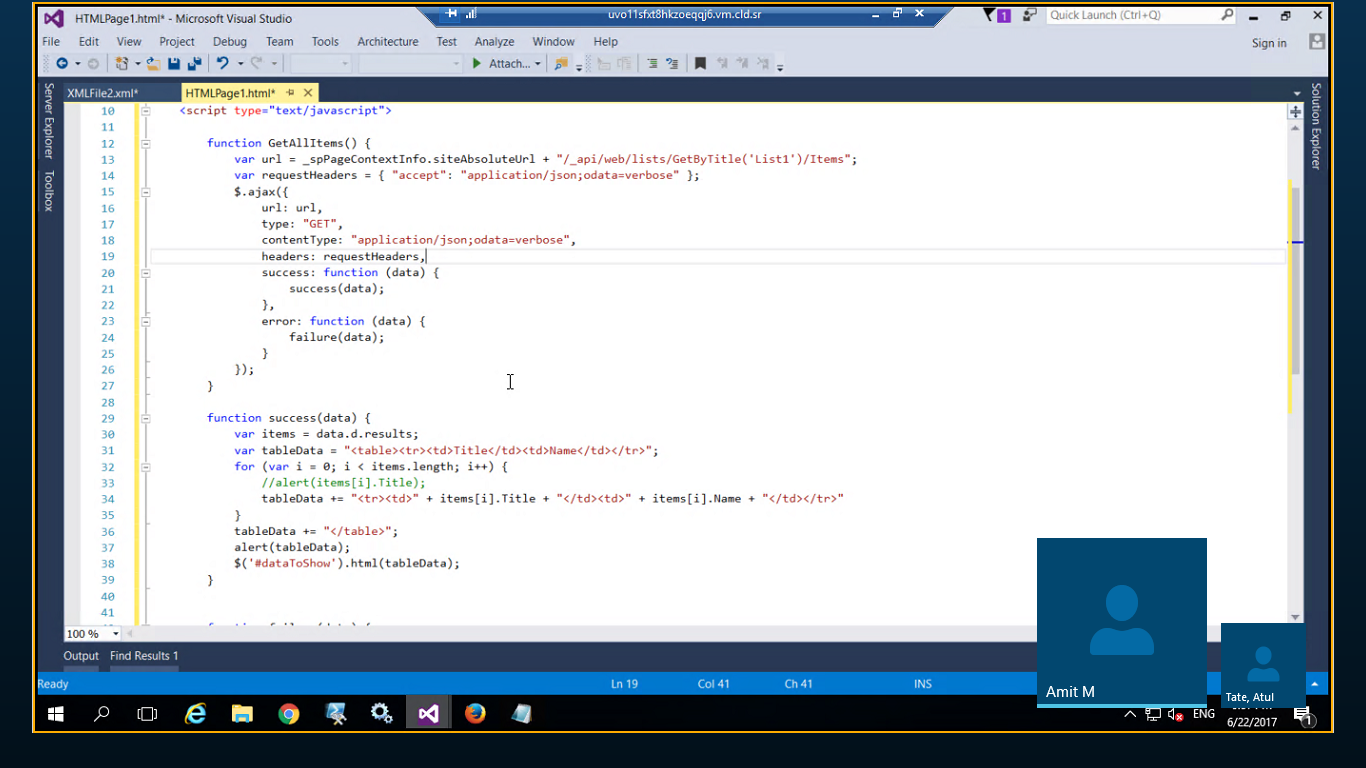 HTMLPage1.html* - Microsoft Visual Studio
uvo11sfxt8hkzoeqqj6.vm.cld.sr
1
Quick Launch (Ctrl+Q)
File Edit View Project Debug Team Tools Architecture Test Analyze Window Help
Sign in
Attach...
Server Explorer
Toolbox
Solution Explorer
XMLFile2.xml* HTMLPage1.html*
10 <script type="text/javascript">
11
12 function GetAllItems() {
13 var url = _spPageContextInfo.siteAbsoluteUrl + "/_api/web/lists/GetByTitle('List1')/Items";
14 var requestHeaders = { "accept": "application/json;odata=verbose" };
15 $.ajax({
16 url: url,
17 type: "GET",
18 contentType: "application/json;odata=verbose",
19 headers: requestHeaders,
20 success: function (data) {
21 success(data);
22 },
23 error: function (data) {
24 failure(data);
25 }
26 });
27 }
28
29 function success(data) {
30 var items = data.d.results;
31 var tableData = "<table><tr><td>Title</td><td>Name</td></tr>";
32 for (var i = 0; i < items.length; i++) {
33 //alert(items[i].Title);
34 tableData += "<tr><td>" + items[i].Title + "</td><td>" + items[i].Name + "</td></tr>"
35 }
36 tableData += "</table>";
37 alert(tableData);
38 $('#dataToShow').html(tableData);
39 }
40
41
100 %
Output Find Results 1
Ready Ln 19 Col 41 Ch 41 INS
Amit M
Tate, Atul
ENG
6/22/2017
1